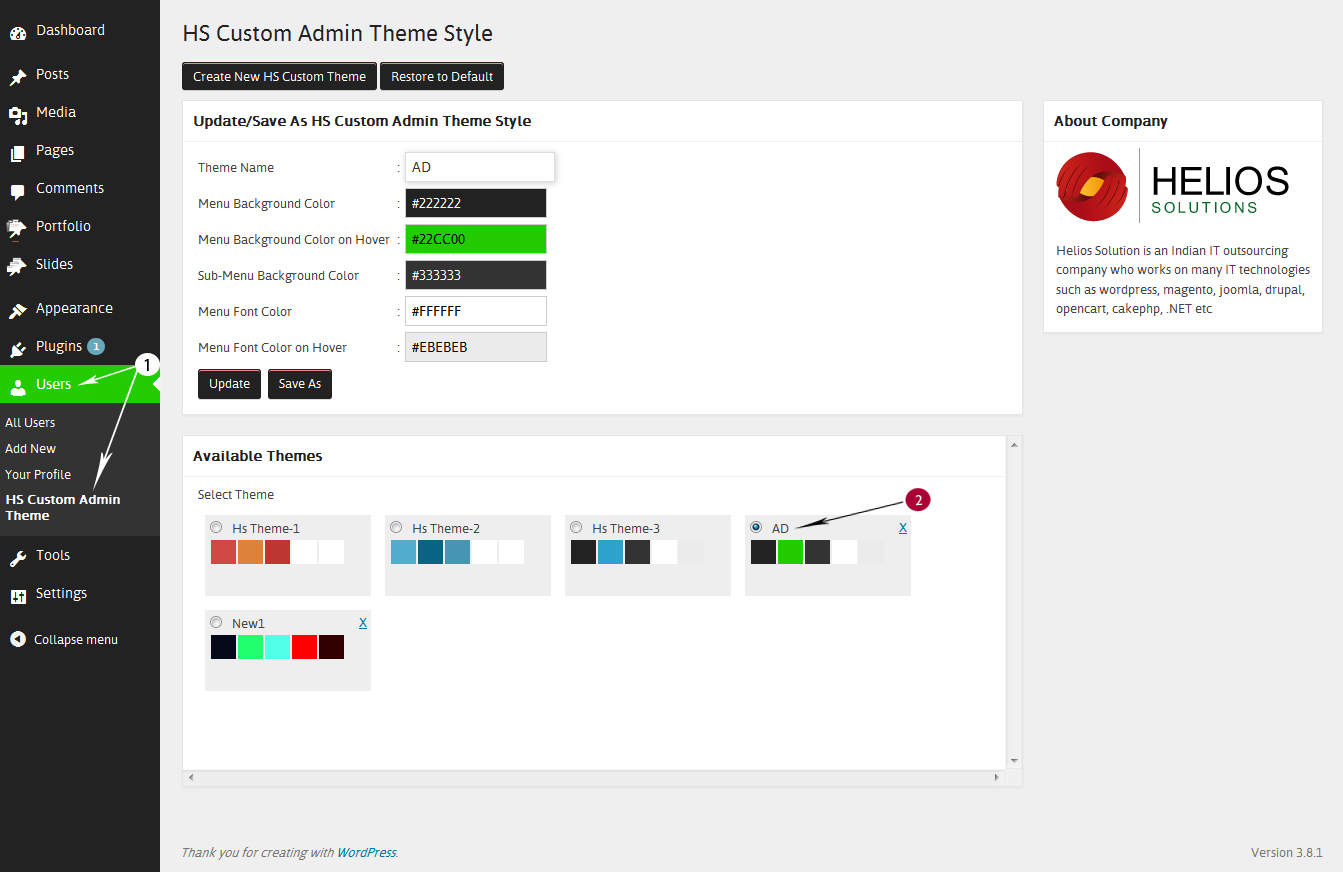 Dashboard
Posts
Media
Pages
Comments
Portfolio
Slides
Appearance
Plugins 1
1
Users
All Users
Add New
Your Profile
HS Custom Admin
Theme
Tools
Settings
Collapse menu
HS Custom Admin Theme Style
Create New HS Custom Theme Restore to Default
Update/Save As HS Custom Admin Theme Style
Theme Name : AD
Menu Background Color : #222222
Menu Background Color on Hover : #22CC00
Sub-Menu Background Color : #333333
Menu Font Color : #FFFFFF
Menu Font Color on Hover : #EBEBEB
Update Save As
Available Themes
Select Theme
2
Hs Theme-1 Hs Theme-2 Hs Theme-3 AD X
New1 X
About Company
HELIOS
SOLUTIONS
Helios Solution is an Indian IT outsourcing
company who works on many IT technologies
such as wordpress, magento, joomla, drupal,
opencart, cakephp, .NET etc
Thank you for creating with WordPress.
Version 3.8.1